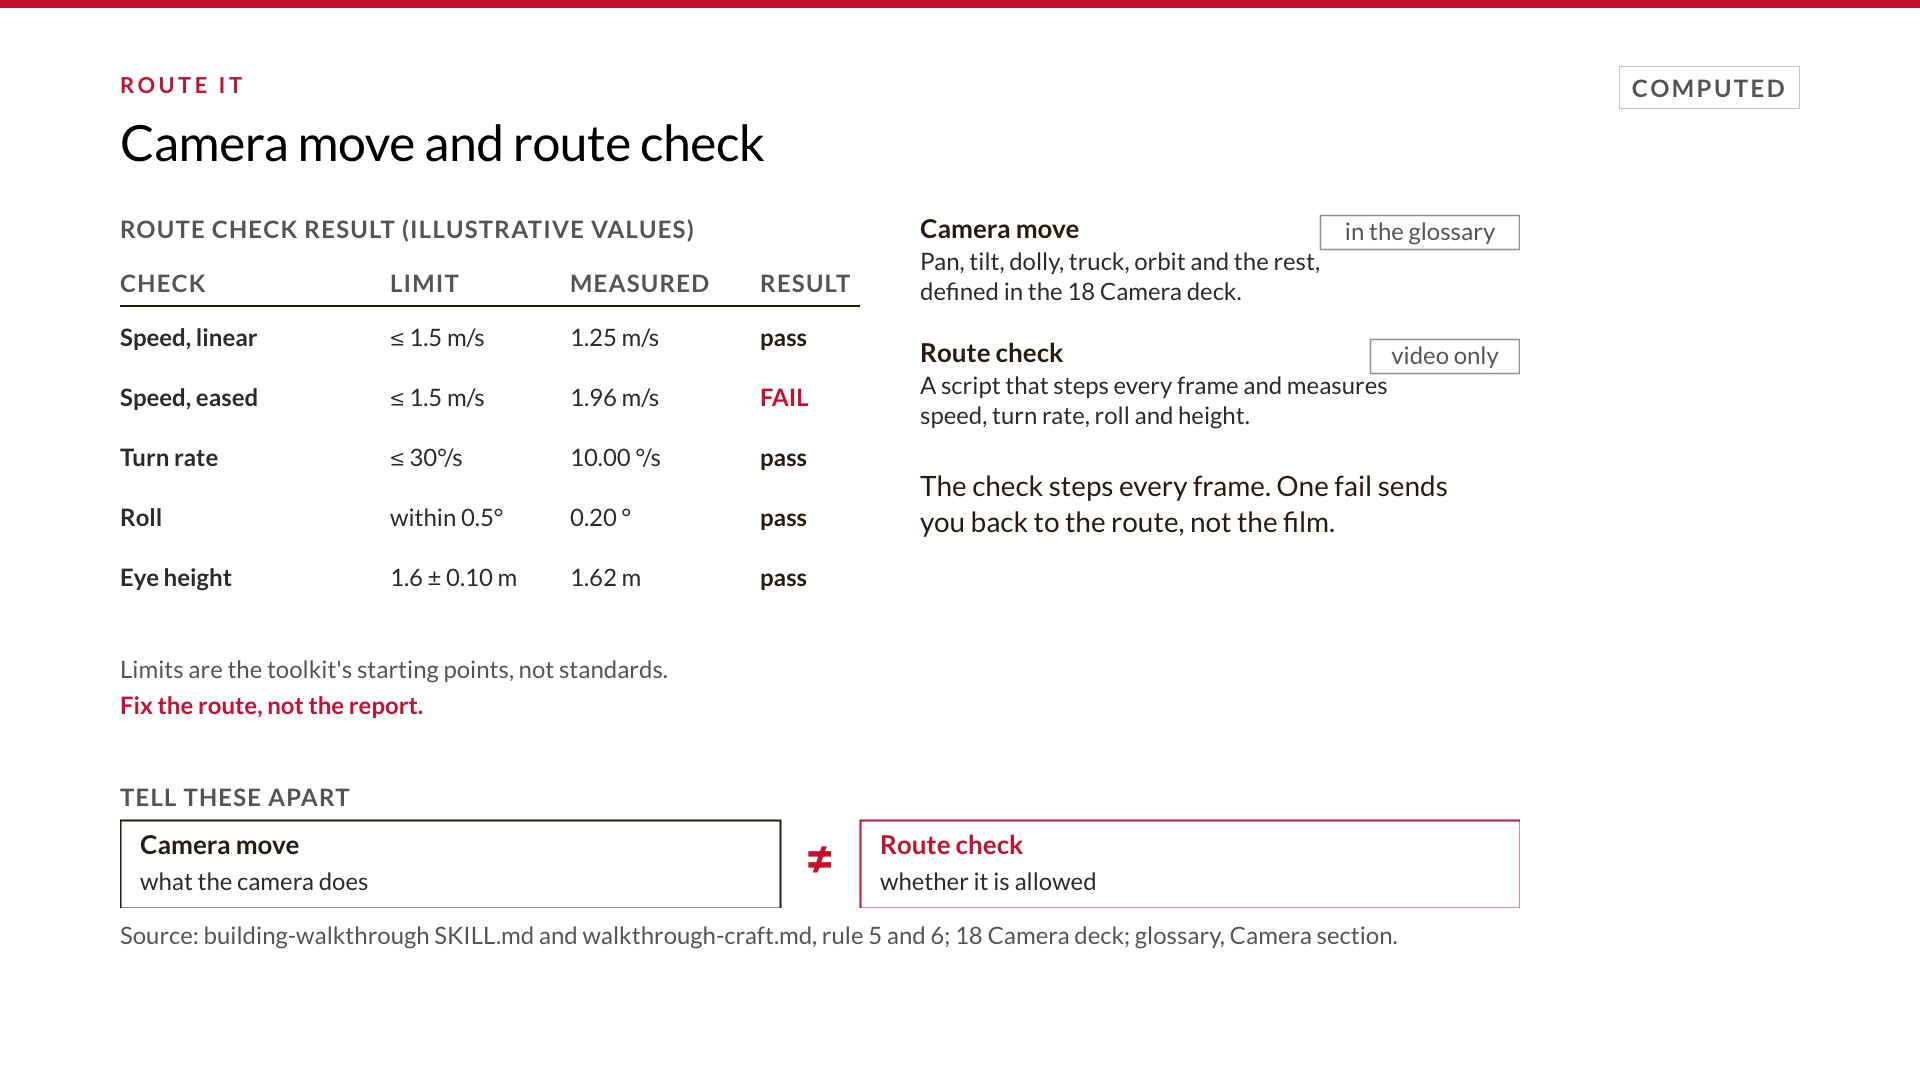 ROUTE IT
COMPUTED
Camera move and route check
ROUTE CHECK RESULT (ILLUSTRATIVE VALUES)
CHECK LIMIT MEASURED RESULT
Speed, linear ≤ 1.5 m/s 1.25 m/s pass
Speed, eased ≤ 1.5 m/s 1.96 m/s FAIL
Turn rate ≤ 30°/s 10.00 °/s pass
Roll within 0.5° 0.20 ° pass
Eye height 1.6 ± 0.10 m 1.62 m pass
Limits are the toolkit's starting points, not standards.
Fix the route, not the report.
Camera move in the glossary
Pan, tilt, dolly, truck, orbit and the rest,
defined in the 18 Camera deck.
Route check video only
A script that steps every frame and measures
speed, turn rate, roll and height.
The check steps every frame. One fail sends
you back to the route, not the film.
TELL THESE APART
Camera move
what the camera does
≠
Route check
whether it is allowed
Source: building-walkthrough SKILL.md and walkthrough-craft.md, rule 5 and 6; 18 Camera deck; glossary, Camera section.